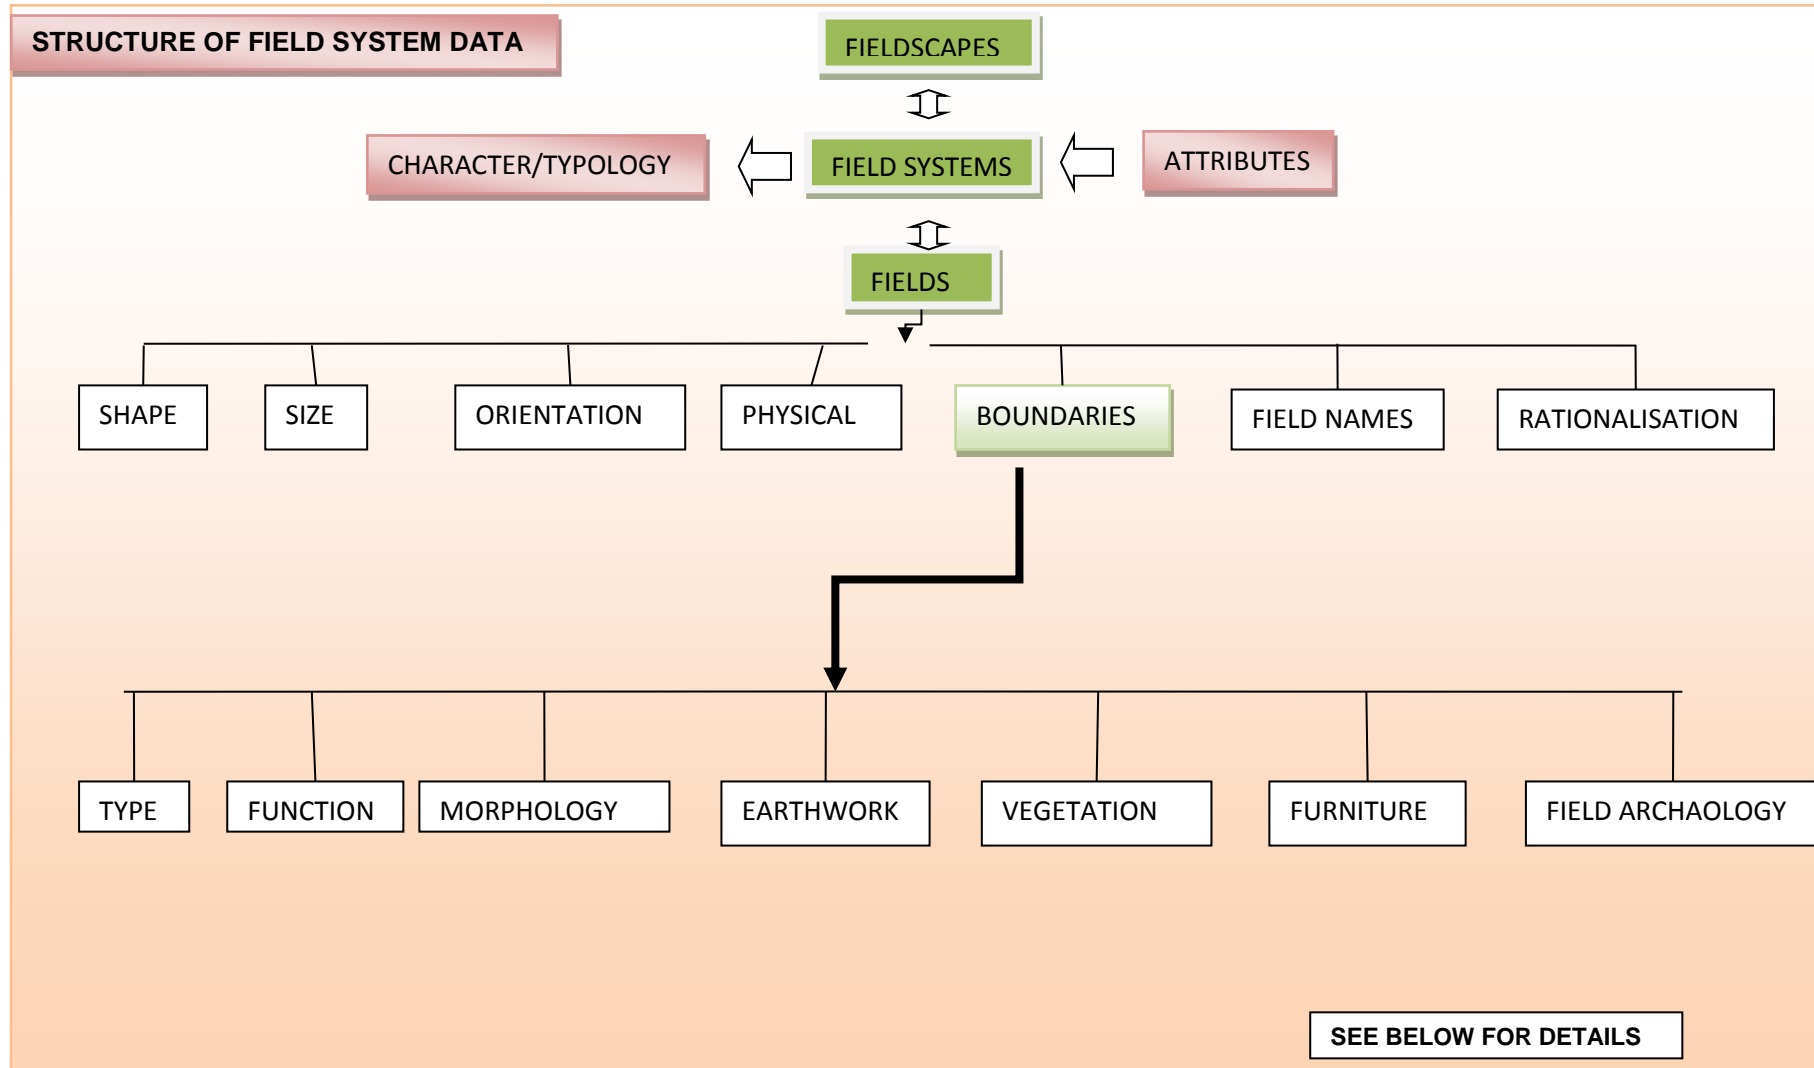 STRUCTURE OF FIELD SYSTEM DATA
FIELDSCAPES
CHARACTER/TYPOLOGY
FIELD SYSTEMS
ATTRIBUTES
FIELDS
SHAPE
SIZE
ORIENTATION
PHYSICAL
BOUNDARIES
FIELD NAMES
RATIONALISATION
TYPE
FUNCTION
MORPHOLOGY
EARTHWORK
VEGETATION
FURNITURE
FIELD ARCHAOLOGY
SEE BELOW FOR DETAILS